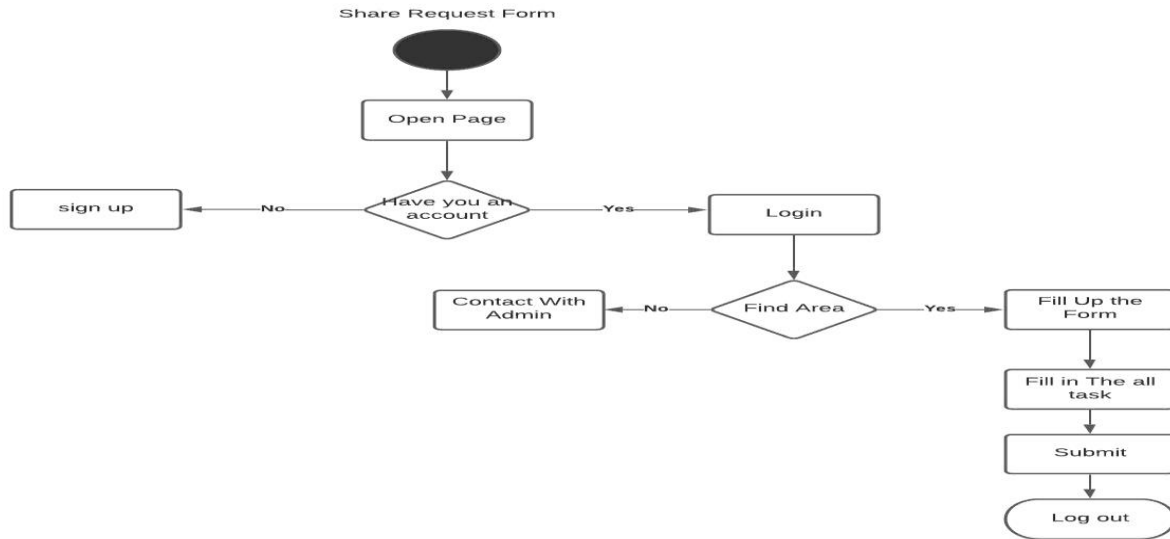 Share Request Form
Open Page
Have you an
account
No
sign up
Yes
Login
Find Area
No
Contact With
Admin
Yes
Fill Up the
Form
Fill in The all
task
Submit
Log out